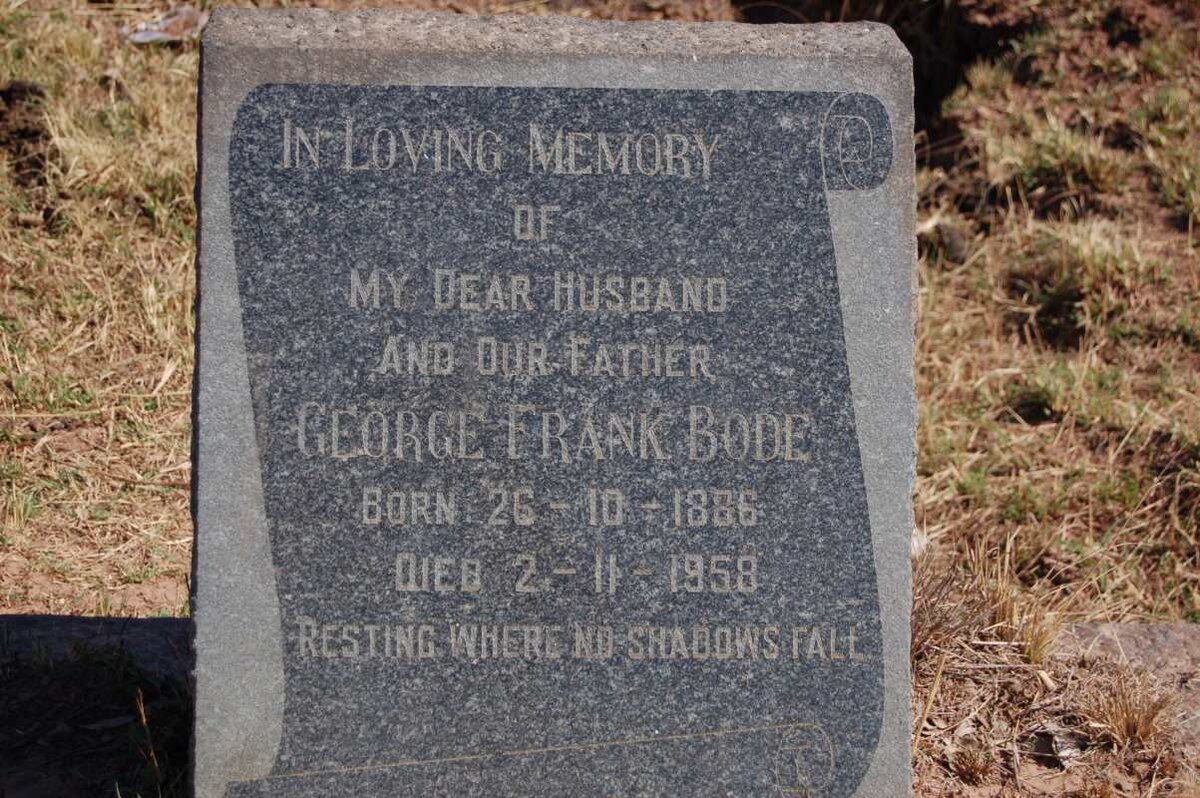 In Loving Memory
OF
My Dear Husband
And Our Father
George Frank Bode
Born 26-10-1886
Died 2-11-1958
Resting where no shadows fall